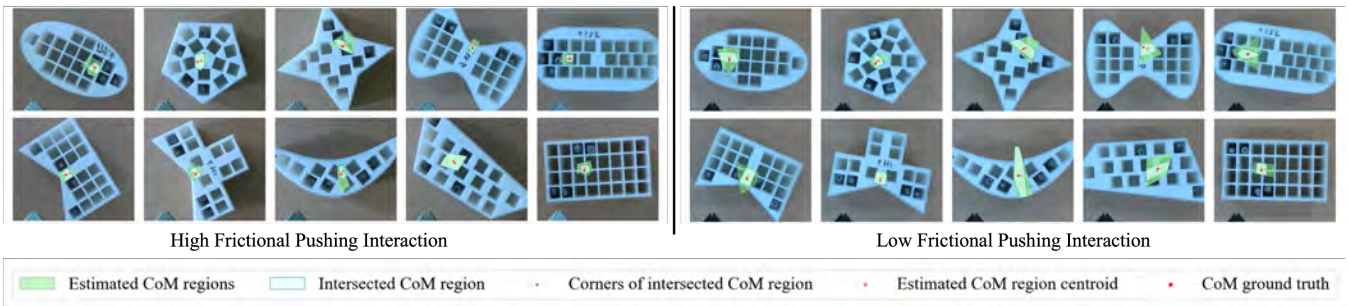 High Frictional Pushing Interaction
Low Frictional Pushing Interaction
Estimated CoM regions Intersected CoM region Corners of intersected CoM region Estimated CoM region centroid CoM ground truth